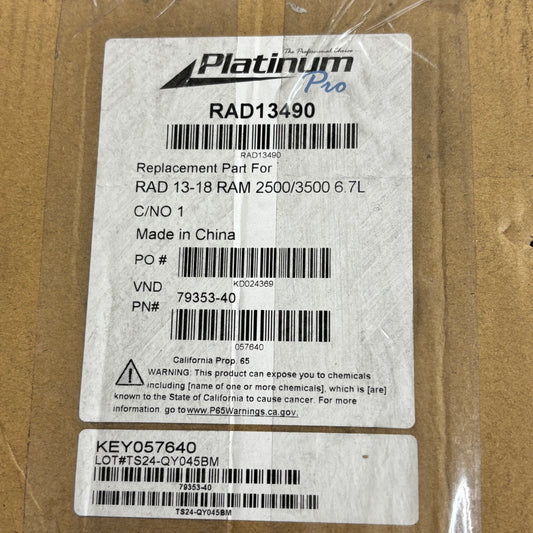 The Professional Choice
Platinum
Pro
RAD13490
RAD13490
Replacement Part For
RAD 13-18 RAM 2500/3500 6.7L
C/NO 1
Made in China
PO #
KD024369
VND
PN# 79353-40
057640
California Prop. 65
WARNING: This product can expose you to chemicals
including [name of one or more chemicals], which is [are]
known to the State of California to cause cancer. For more
information go to www.P65Warnings.ca.gov.
KEY057640
LOT#TS24-QY045BM
79353-40
TS24-QY045BM